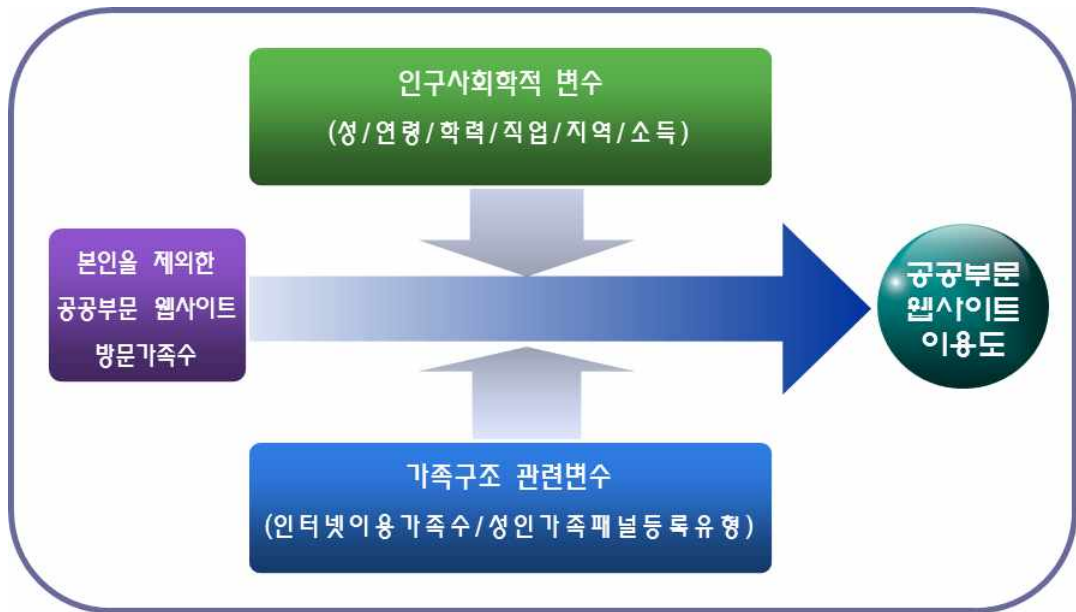 인구사회학적 변수
(성/연령/학력/직업/지역/소득)
본인을 제외한
공공부문 웹사이트
방문가족수
공공부문
웹사이트
이용도
가족구조 관련변수
(인터넷이용가족수/성인가족패널등록유형)